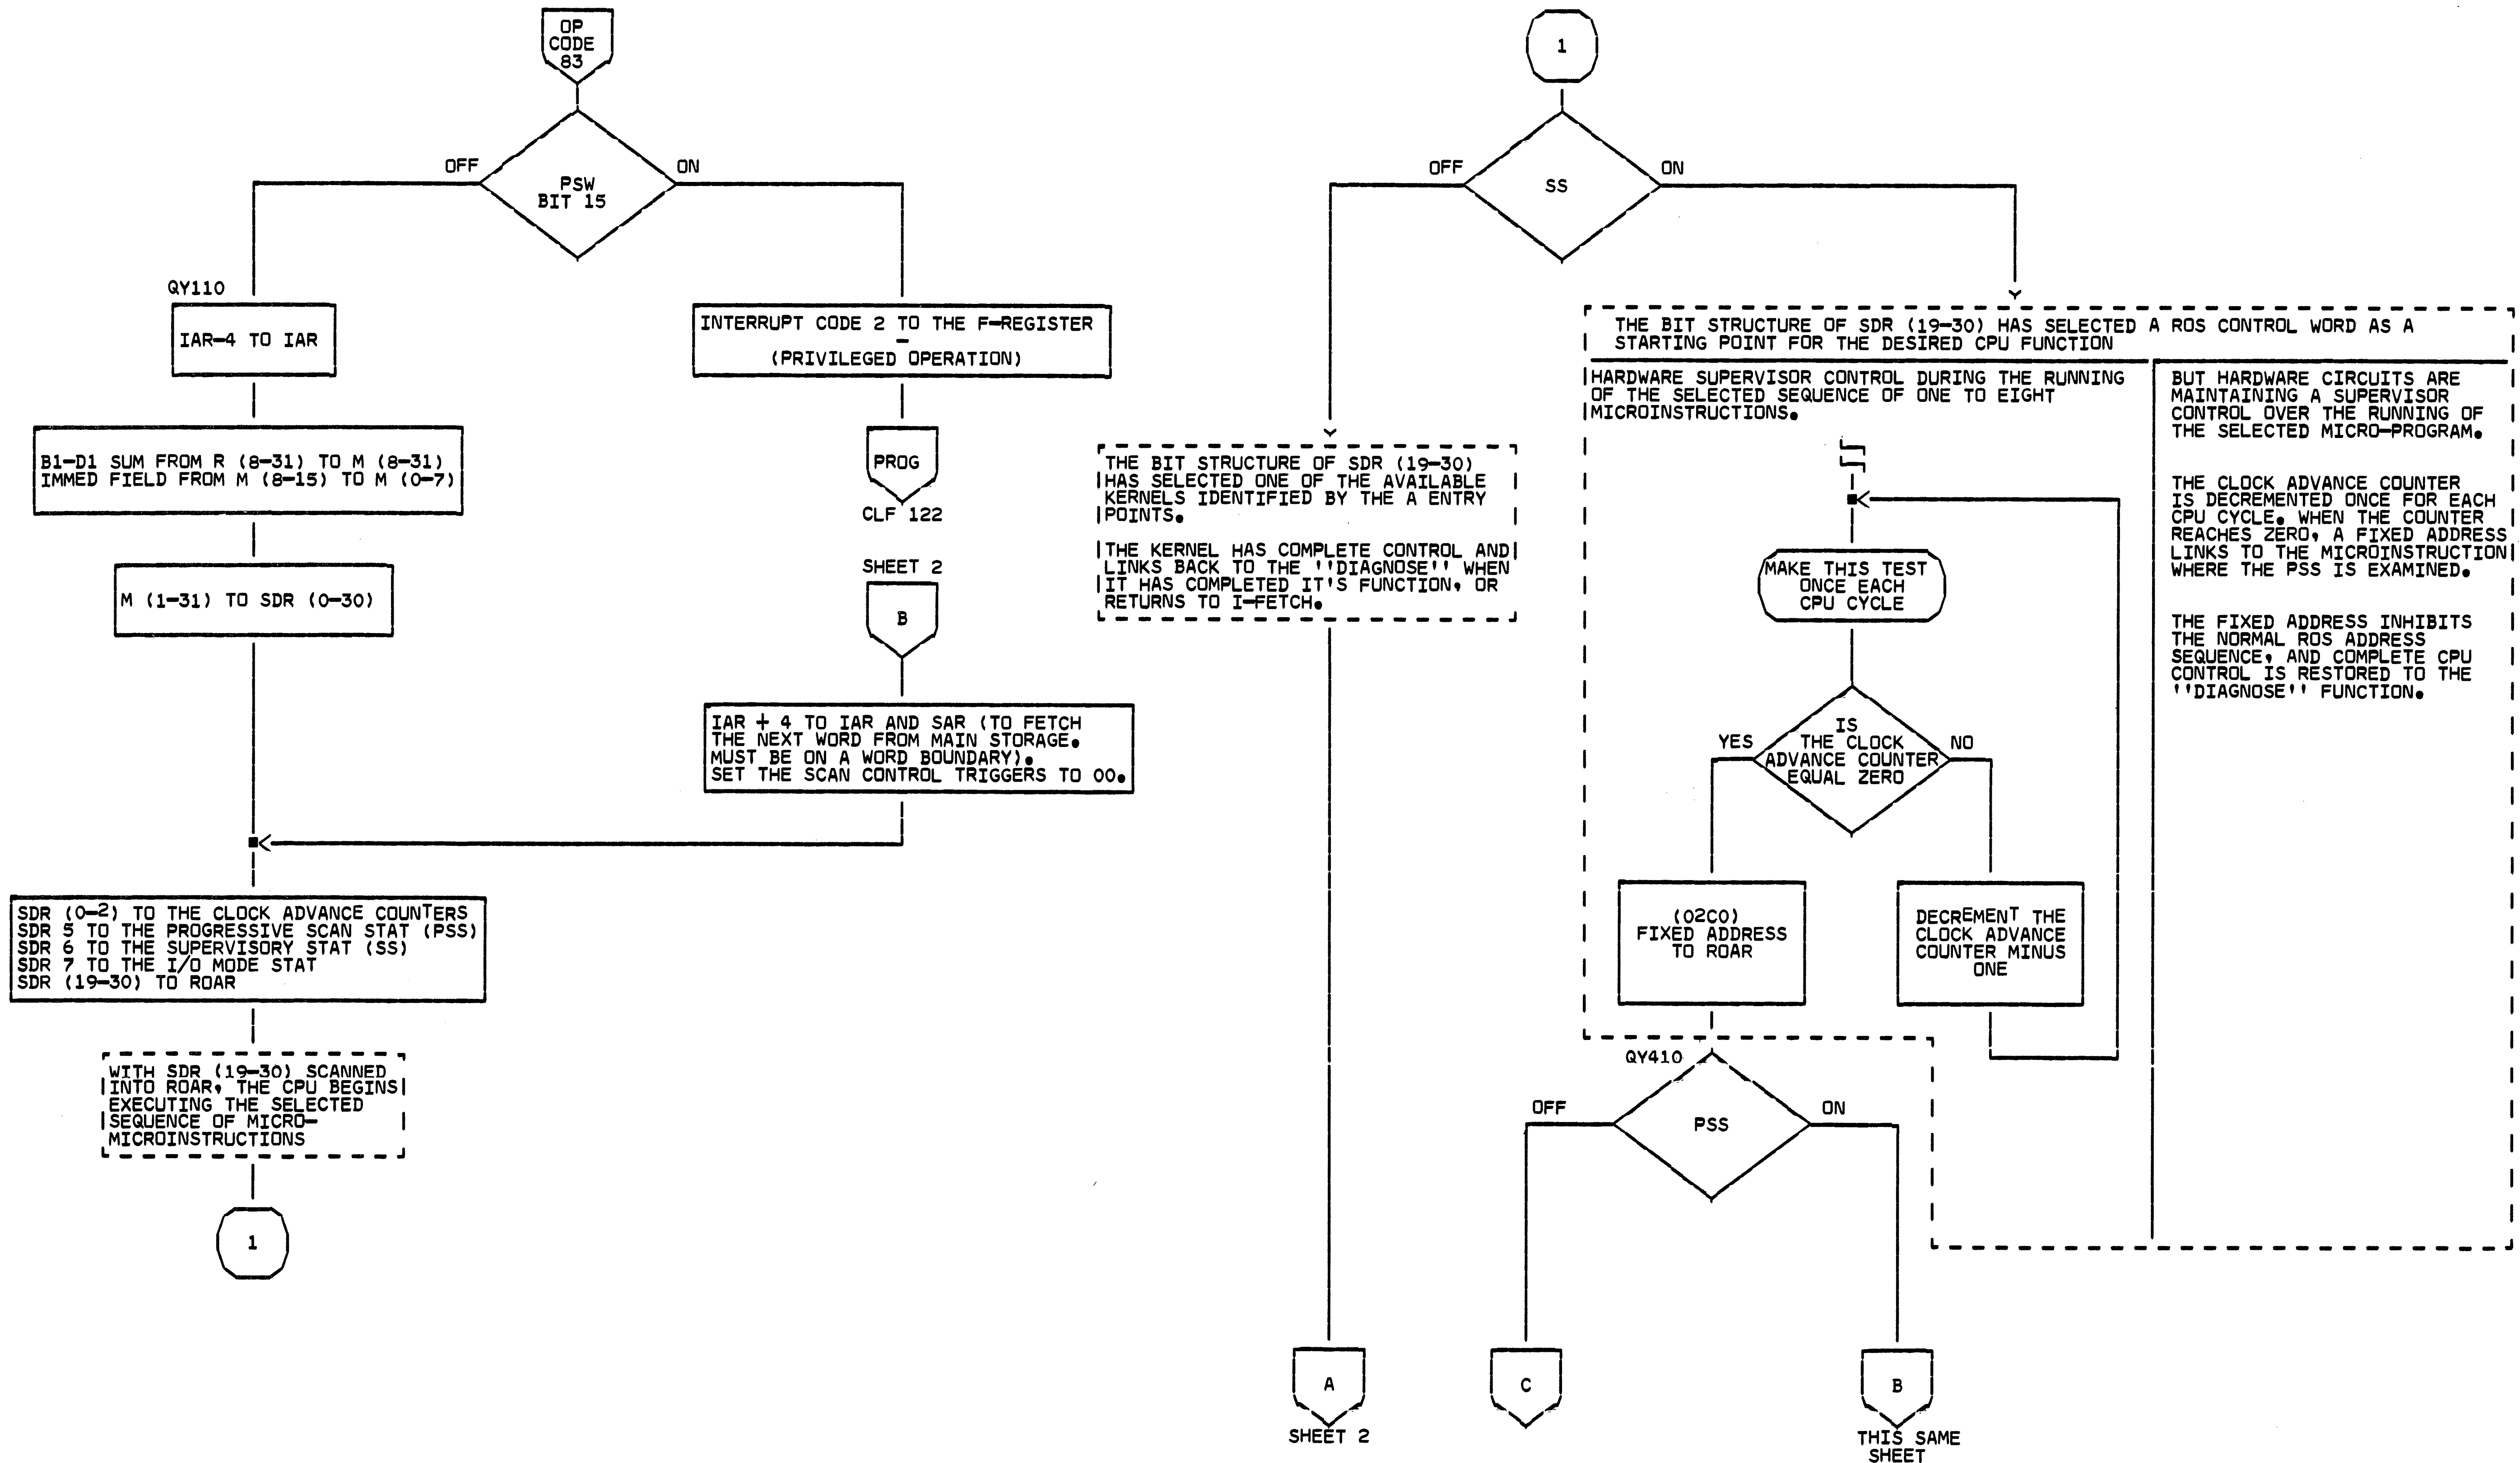 OP
CODE
83
OFF
ON
PSW
BIT 15
QY110
IAR-4 TO IAR
INTERRUPT CODE 2 TO THE F-REGISTER
-
(PRIVILEGED OPERATION)
B1-D1 SUM FROM R (8-31) TO M (8-31)
IMMED FIELD FROM M (8-15) TO M (0-7)
PROG
CLF 122
M (1-31) TO SDR (0-30)
SHEET 2
B
IAR + 4 TO IAR AND SAR (TO FETCH
THE NEXT WORD FROM MAIN STORAGE.
MUST BE ON A WORD BOUNDARY).
SET THE SCAN CONTROL TRIGGERS TO 00.
SDR (0-2) TO THE CLOCK ADVANCE COUNTERS
SDR 5 TO THE PROGRESSIVE SCAN STAT (PSS)
SDR 6 TO THE SUPERVISORY STAT (SS)
SDR 7 TO THE I/O MODE STAT
SDR (19-30) TO ROAR
WITH SDR (19-30) SCANNED
INTO ROAR, THE CPU BEGINS
EXECUTING THE SELECTED
SEQUENCE OF MICRO-
MICROINSTRUCTIONS
1
1
OFF
ON
SS
THE BIT STRUCTURE OF SDR (19-30)
HAS SELECTED ONE OF THE AVAILABLE
KERNELS IDENTIFIED BY THE A ENTRY
POINTS.
THE KERNEL HAS COMPLETE CONTROL AND
LINKS BACK TO THE ''DIAGNOSE'' WHEN
IT HAS COMPLETED IT'S FUNCTION, OR
RETURNS TO I-FETCH.
THE BIT STRUCTURE OF SDR (19-30) HAS SELECTED A ROS CONTROL WORD AS A
STARTING POINT FOR THE DESIRED CPU FUNCTION
HARDWARE SUPERVISOR CONTROL DURING THE RUNNING
OF THE SELECTED SEQUENCE OF ONE TO EIGHT
MICROINSTRUCTIONS.
BUT HARDWARE CIRCUITS ARE
MAINTAINING A SUPERVISOR
CONTROL OVER THE RUNNING OF
THE SELECTED MICRO-PROGRAM.
THE CLOCK ADVANCE COUNTER
IS DECREMENTED ONCE FOR EACH
CPU CYCLE. WHEN THE COUNTER
REACHES ZERO, A FIXED ADDRESS
LINKS TO THE MICROINSTRUCTION
WHERE THE PSS IS EXAMINED.
THE FIXED ADDRESS INHIBITS
THE NORMAL ROS ADDRESS
SEQUENCE, AND COMPLETE CPU
CONTROL IS RESTORED TO THE
''DIAGNOSE'' FUNCTION.
MAKE THIS TEST
ONCE EACH
CPU CYCLE
YES
NO
IS
THE CLOCK
ADVANCE COUNTER
EQUAL ZERO
(02C0)
FIXED ADDRESS
TO ROAR
DECREMENT THE
CLOCK ADVANCE
COUNTER MINUS
ONE
QY410
OFF
ON
PSS
A
SHEET 2
C
B
THIS SAME
SHEET